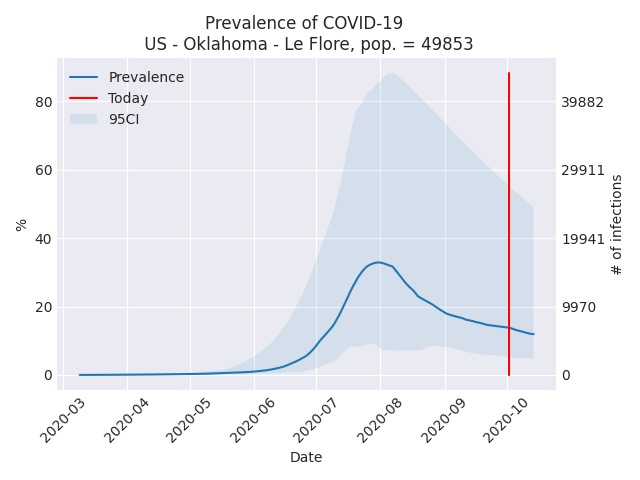 Prevalence of COVID-19
US - Oklahoma - Le Flore, pop. = 49853
Prevalence
Today
95CI
80
60
40
20
0
%
39882
29911
19941
9970
0
# of infections
2020-03
2020-04
2020-05
2020-06
2020-07
2020-08
2020-09
2020-10
Date